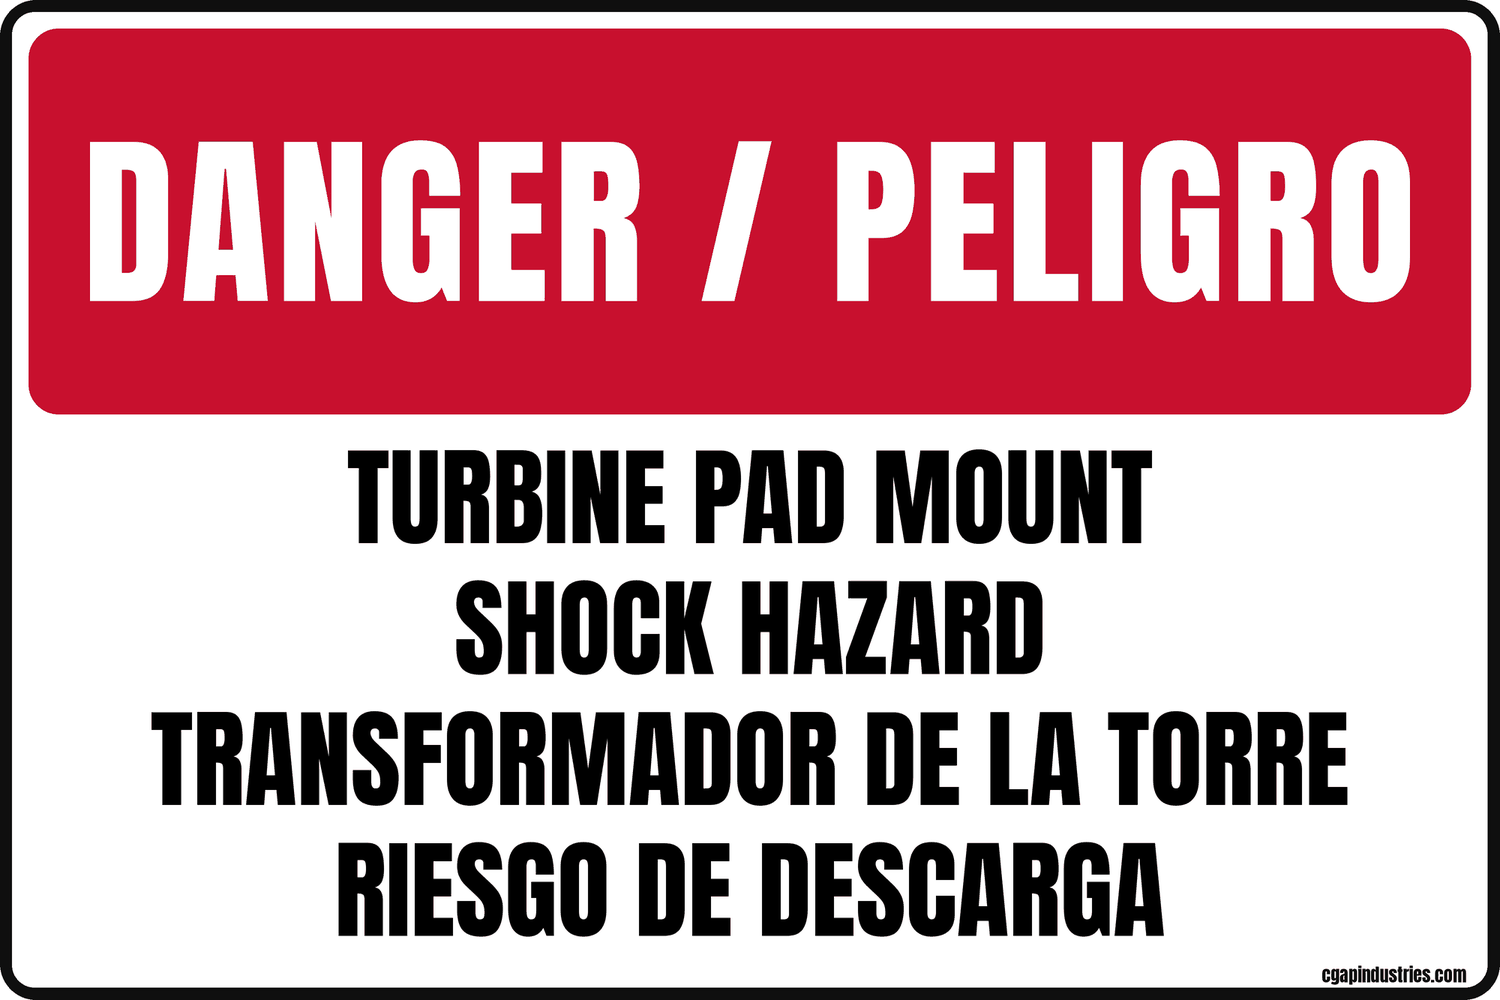 DANGER / PELIGRO
TURBINE PAD MOUNT
SHOCK HAZARD
TRANSFORMADOR DE LA TORRE
RIESGO DE DESCARGA
cgapindustries.com